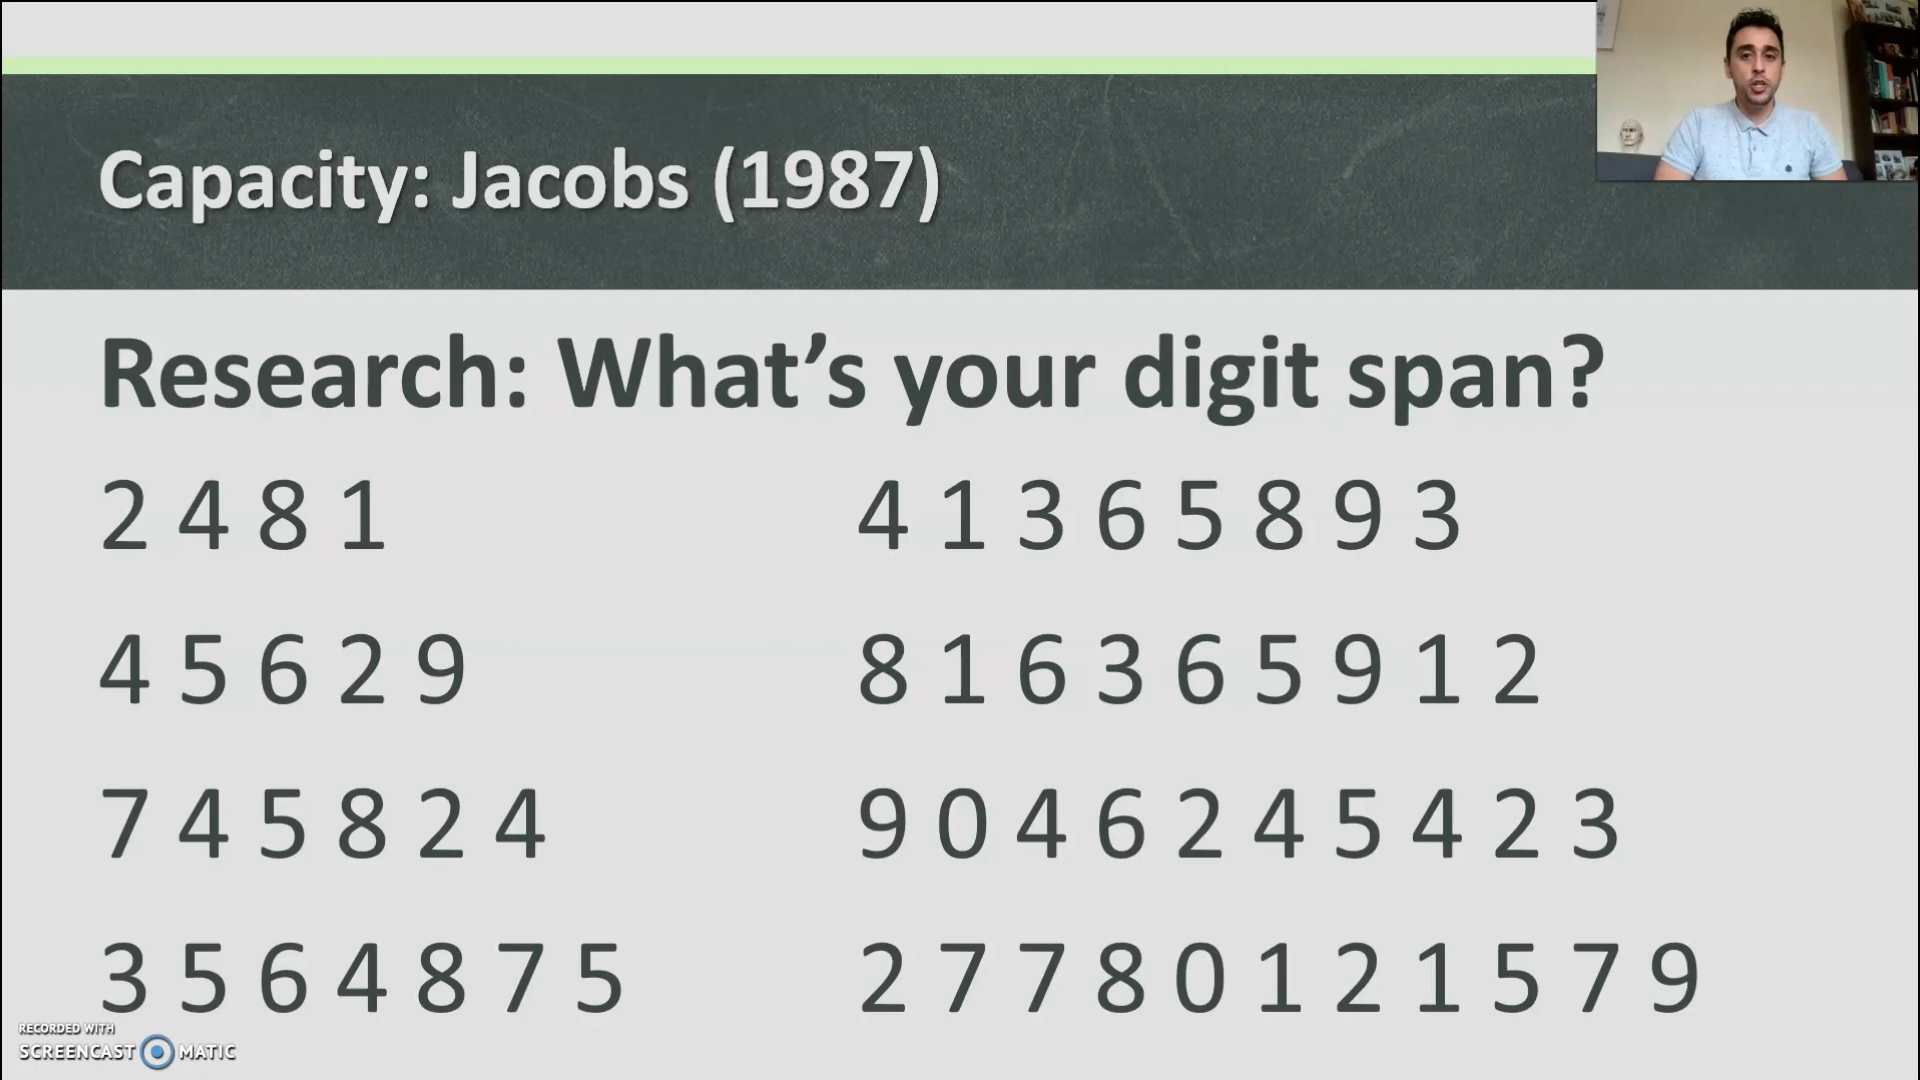 Capacity: Jacobs (1987)
Research: What's your digit span?
2 4 8 1
4 5 6 2 9
7 4 5 8 2 4
3 5 6 4 8 7 5
4 1 3 6 5 8 9 3
8 1 6 3 6 5 9 1 2
9 0 4 6 2 4 5 4 2 3
2 7 7 8 0 1 2 1 5 7 9
RECORDED WITH
SCREENCAST MATIC